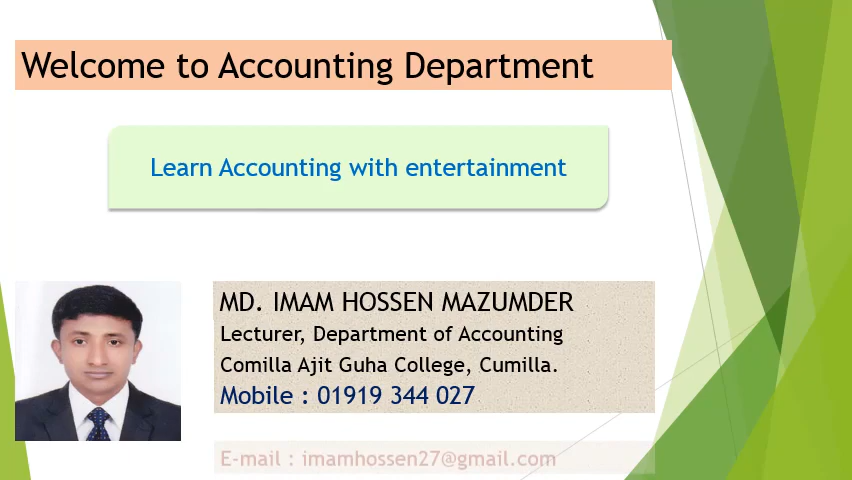 Welcome to Accounting Department
Learn Accounting with entertainment
MD. IMAM HOSSEN MAZUMDER
Lecturer, Department of Accounting
Comilla Ajit Guha College, Cumilla.
Mobile : 01919 344 027
E-mail : imamhossen27@gmail.com